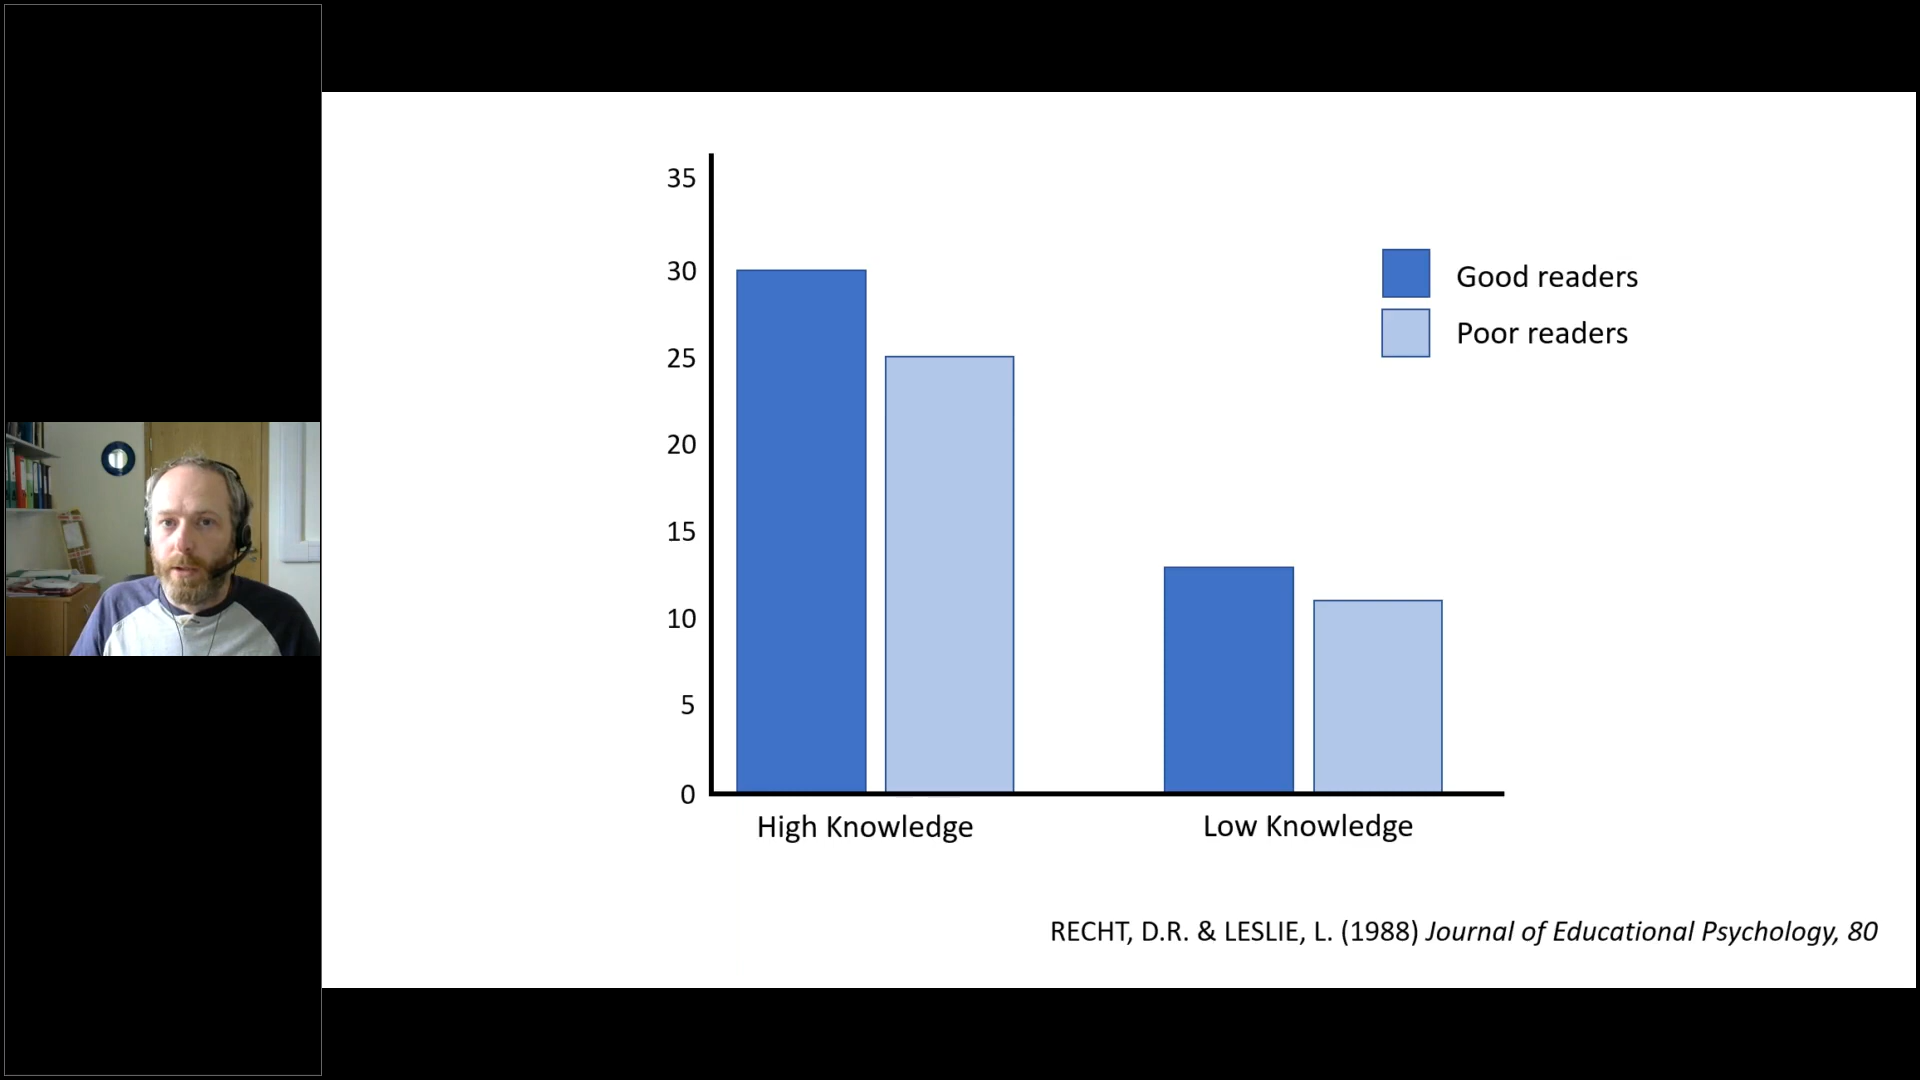 35
30
25
20
15
10
5
0
Good readers
Poor readers
High Knowledge
Low Knowledge
RECHT, D.R. & LESLIE, L. (1988) Journal of Educational Psychology, 80